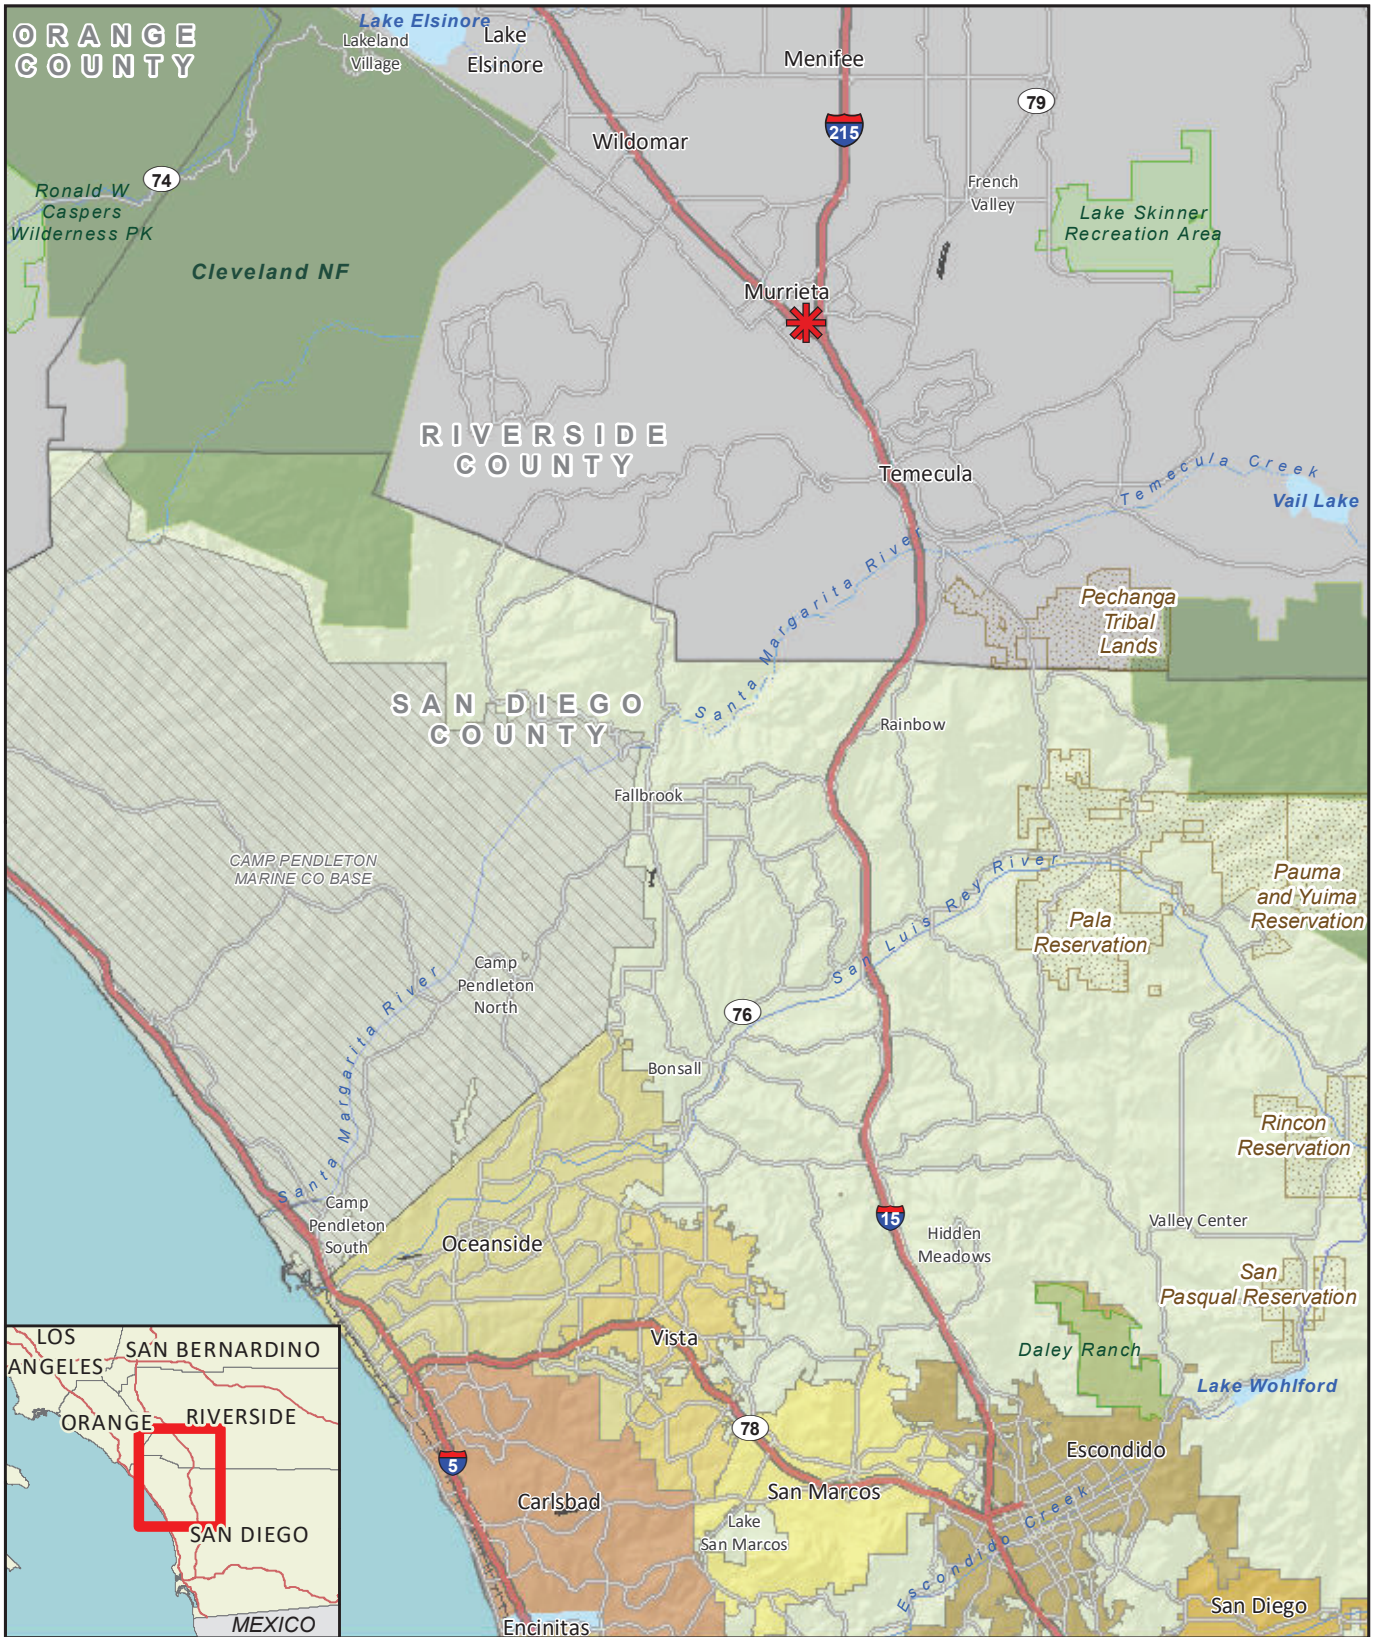 ORANGE
COUNTY
Lake Elsinore
Lakeland
Village
Lake
Elsinore
Menifee
79
215
Wildomar
74
Ronald W
Caspers
Wilderness PK
French
Valley
Lake Skinner
Recreation Area
Cleveland NF
Murrieta
RIVERSIDE
COUNTY
Temecula
Temecula Creek
Vail Lake
Santa Margarita River
Pechanga
Tribal
Lands
SAN DIEGO
COUNTY
Rainbow
Fallbrook
CAMP PENDLETON
MARINE CO BASE
San Luis Rey River
Pauma
and Yuima
Reservation
Pala
Reservation
Camp
Pendleton
North
Santa Margarita River
76
Bonsall
Rincon
Reservation
Camp
Pendleton
South
15
Valley Center
Hidden
Meadows
Oceanside
San
Pasqual Reservation
Vista
Daley Ranch
Lake Wohlford
78
Escondido
5
Carlsbad
San Marcos
Lake
San Marcos
Escondido Creek
San Diego
Encinitas
LOS
ANGELES
SAN BERNARDINO
ORANGE
RIVERSIDE
SAN DIEGO
MEXICO